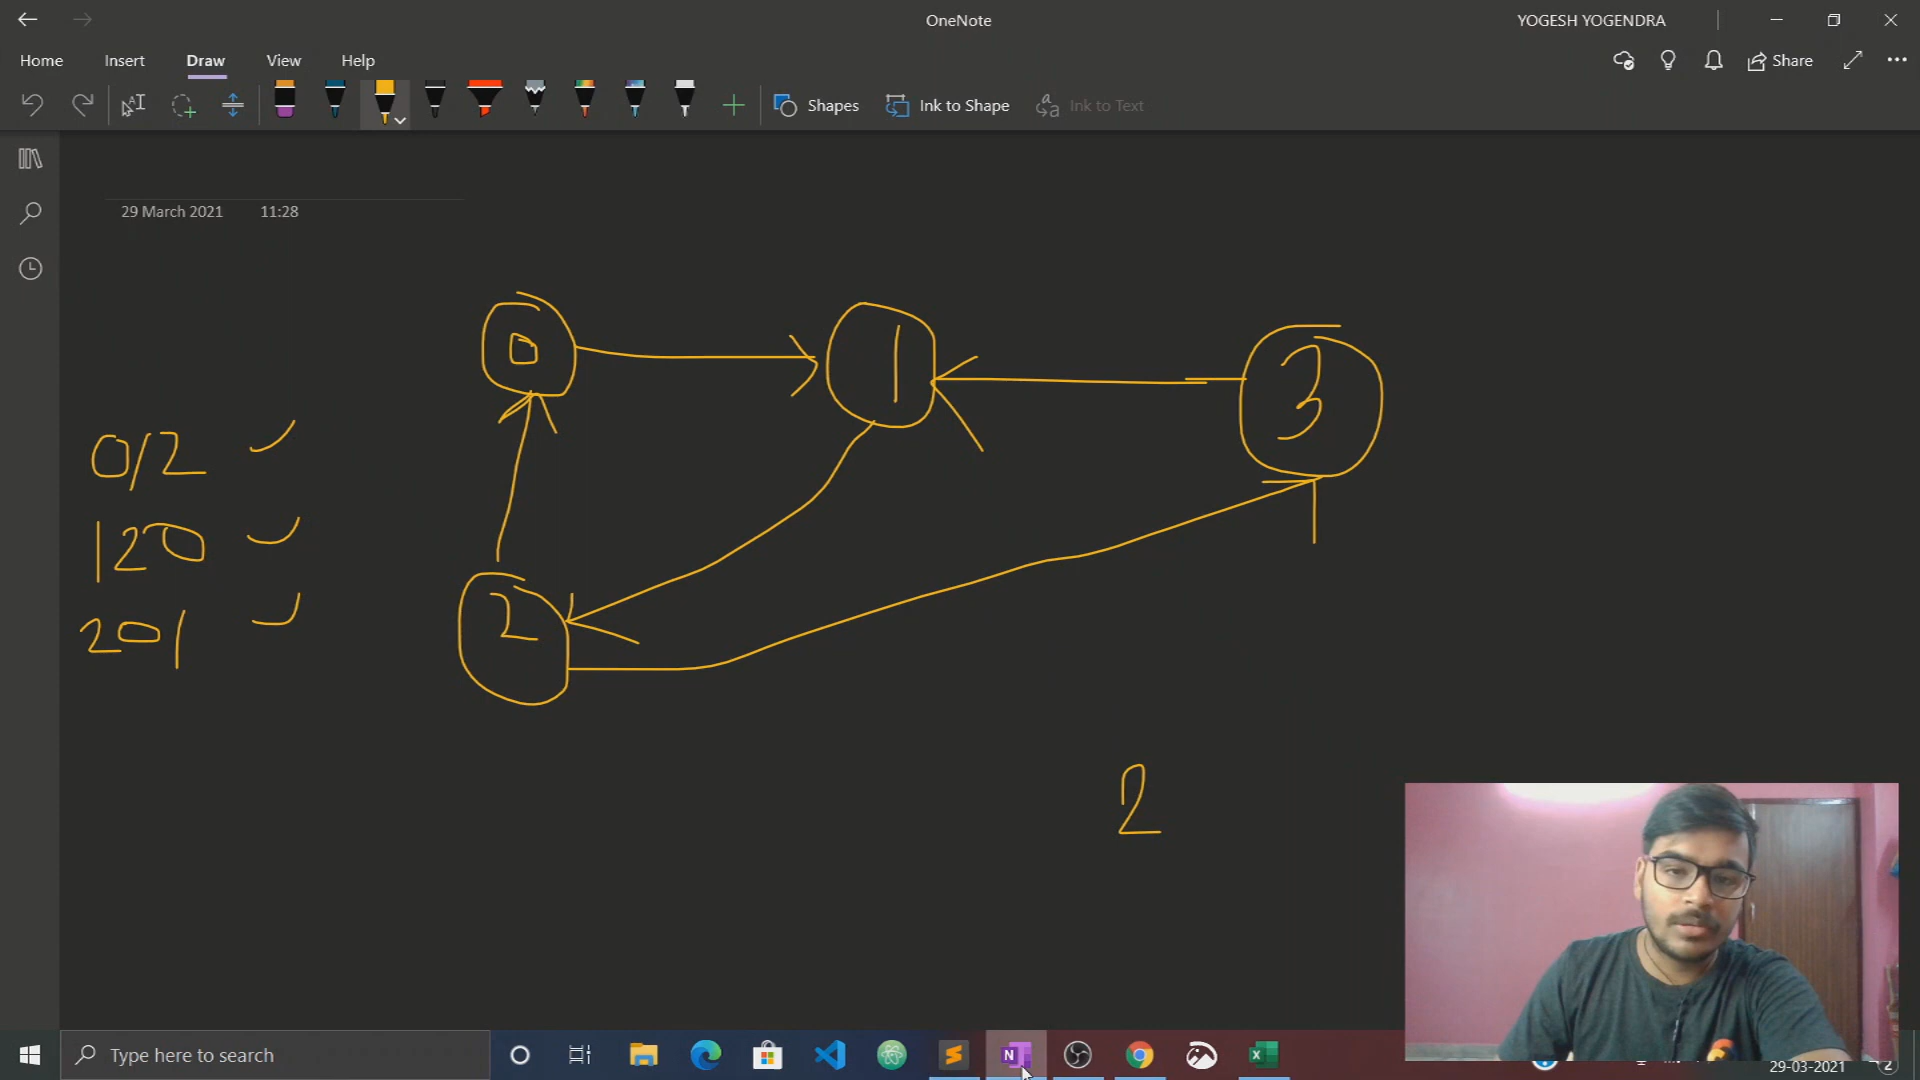 OneNote
YOGESH YOGENDRA
Home Insert Draw View Help
Share
Shapes
Ink to Shape
Ink to Text
29 March 2021 11:28
0
1
3
2
012
120
201
2
Type here to search
29-03-2021
2